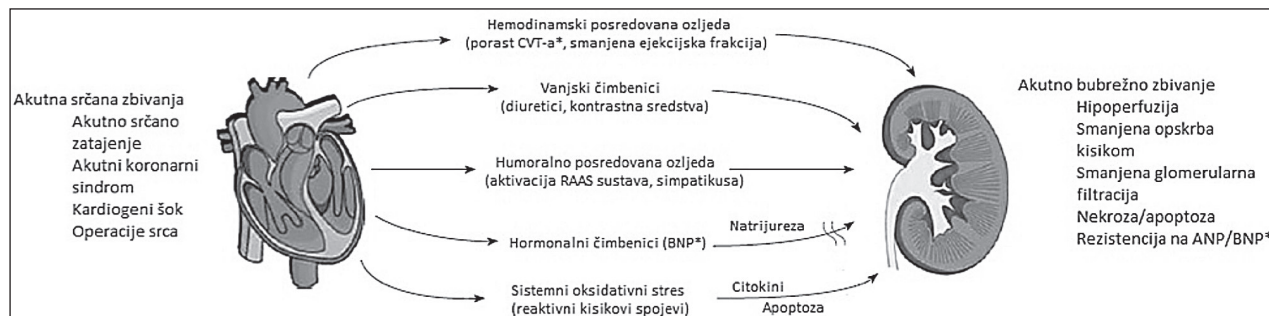 Hemodinamski posredovana ozljeda
(porast CVT-a*, smanjena ejekcijska frakcija)
Akutna srčana zbivanja
Akutno srčano
zatajenje
Akutni koronarni
sindrom
Kardiogeni šok
Operacije srca
Vanjski čimbenici
(diuretici, kontrastna sredstva)
Humoralno posredovana ozljeda
(aktivacija RAAS sustava, simpatikusa)
Hormonalni čimbenici (BNP*)
Natrijureza
Sistemni oksidativni stres
(reaktivni kisikovi spojevi)
Citokini
Apoptoza
Akutno bubrežno zbivanje
Hipoperfuzija
Smanjena opskrba
kisikom
Smanjena glomerularna
filtracija
Nekroza/apoptoza
Rezistencija na ANP/BNP*